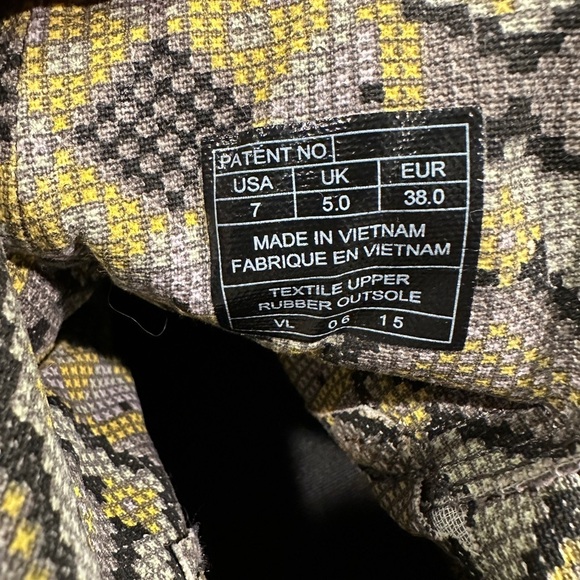 PATENT NO
USA UK EUR
7 5.0 38.0
MADE IN VIETNAM
FABRIQUE EN VIETNAM
TEXTILE UPPER
RUBBER OUTSOLE
VL 06 15